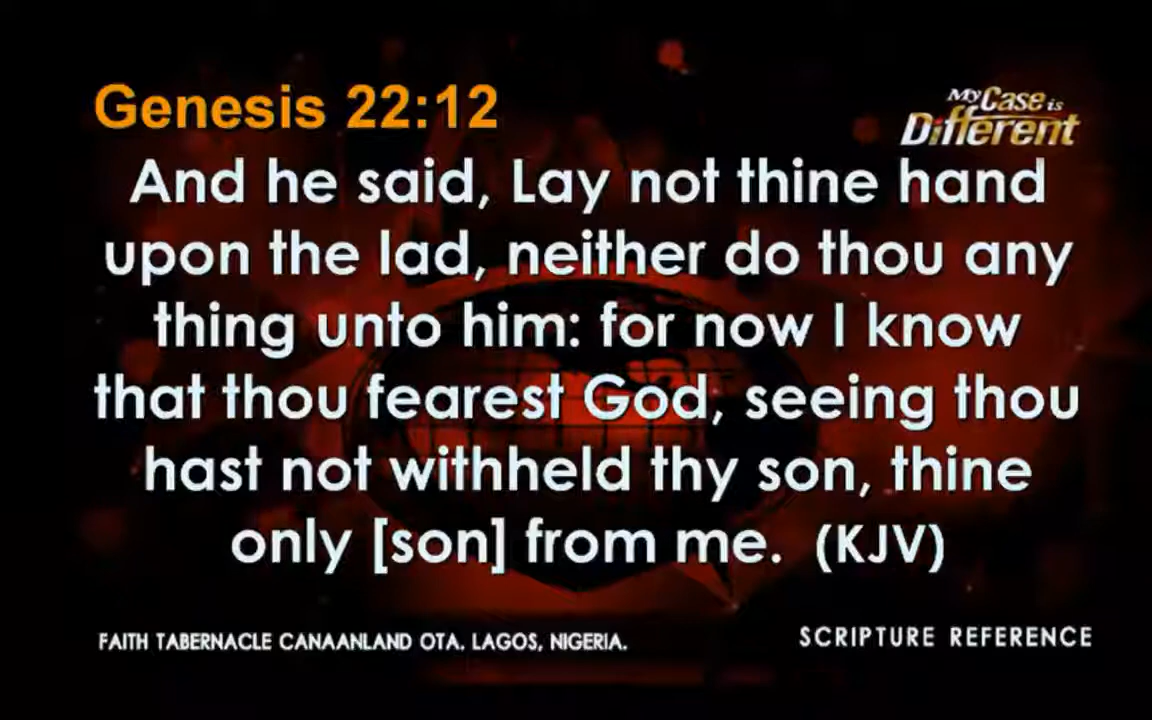 Genesis 22:12
My Case is
Different
And he said, Lay not thine hand
upon the lad, neither do thou any
thing unto him: for now I know
that thou fearest God, seeing thou
hast not withheld thy son, thine
only [son] from me. (KJV)
FAITH TABERNACLE CANAANLAND OTA. LAGOS, NIGERIA.
SCRIPTURE REFERENCE